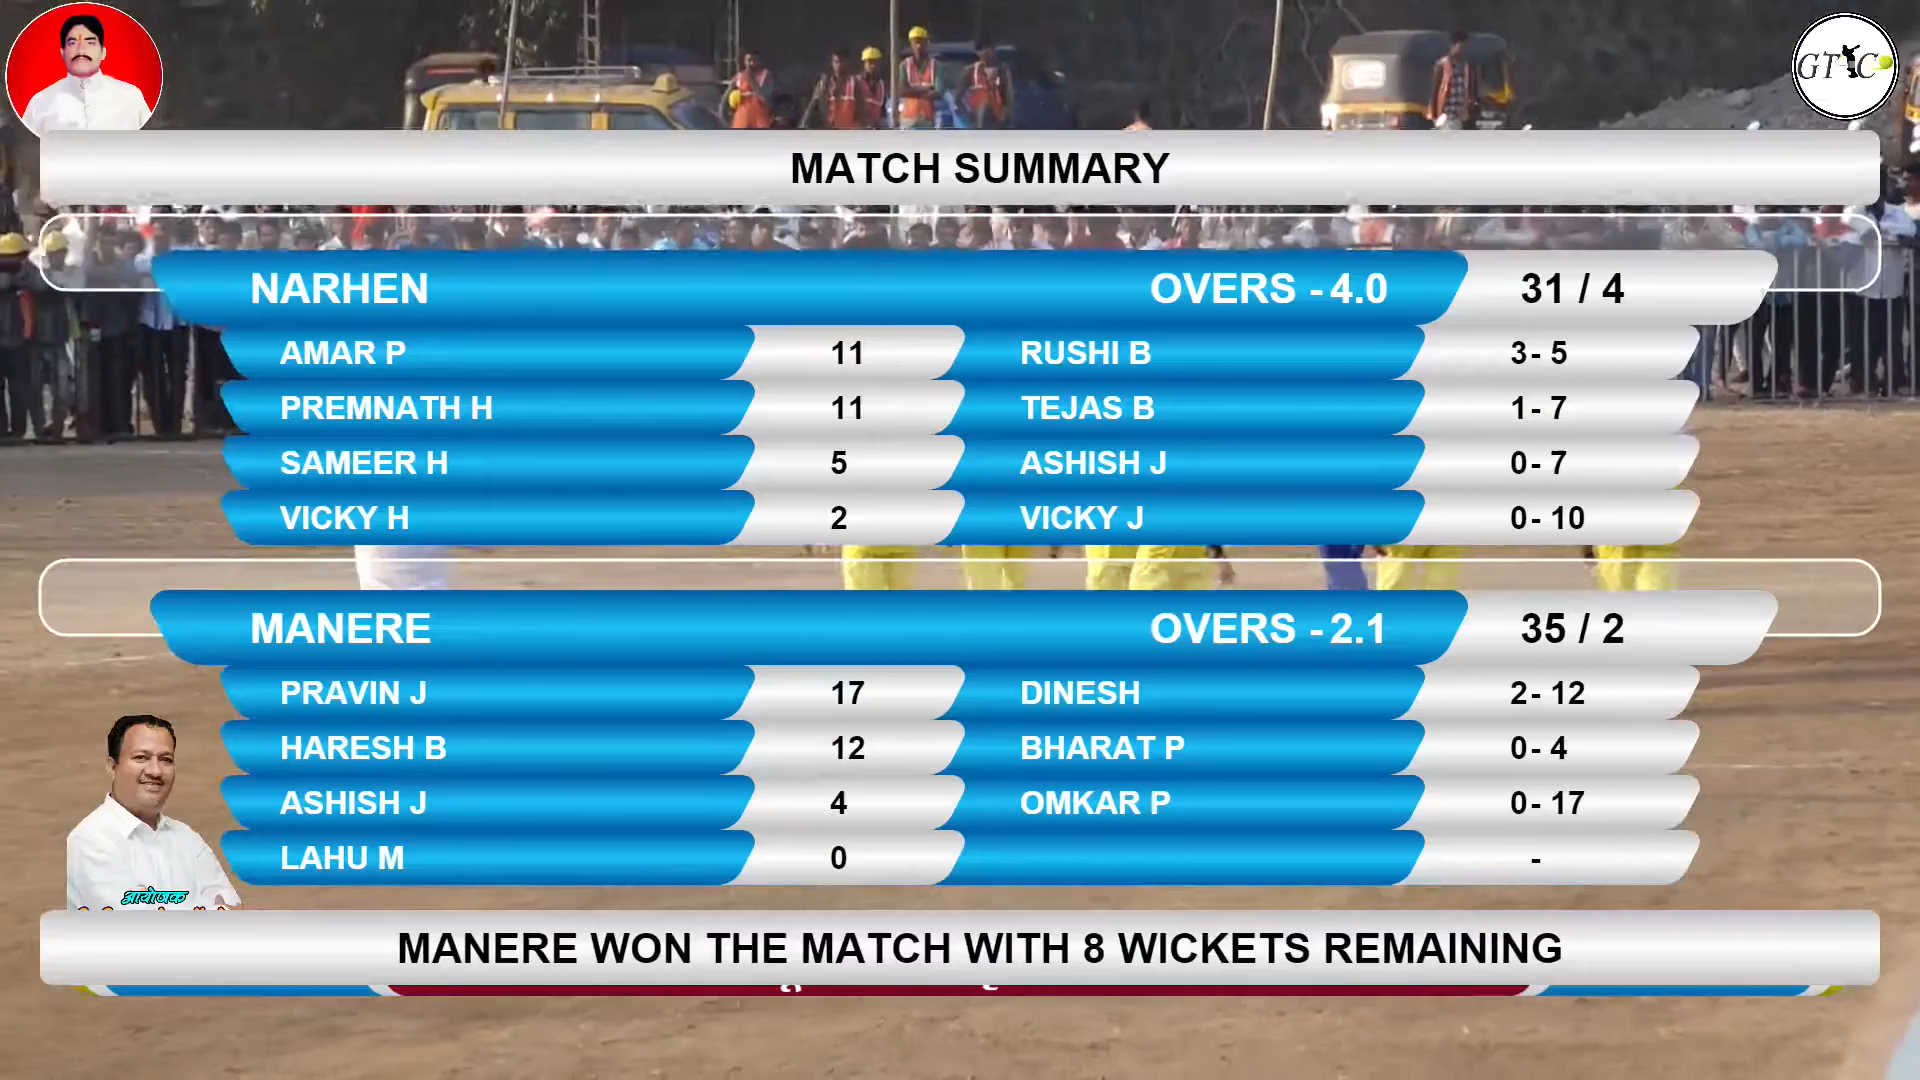 GTCC
MATCH SUMMARY
NARHEN OVERS - 4.0 31 / 4
AMAR P 11 RUSHI B 3 - 5
PREMNATH H 11 TEJAS B 1 - 7
SAMEER H 5 ASHISH J 0 - 7
VICKY H 2 VICKY J 0 - 10
MANERE OVERS - 2.1 35 / 2
PRAVIN J 17 DINESH 2 - 12
HARESH B 12 BHARAT P 0 - 4
ASHISH J 4 OMKAR P 0 - 17
LAHU M 0 -
आयोजक
MANERE WON THE MATCH WITH 8 WICKETS REMAINING